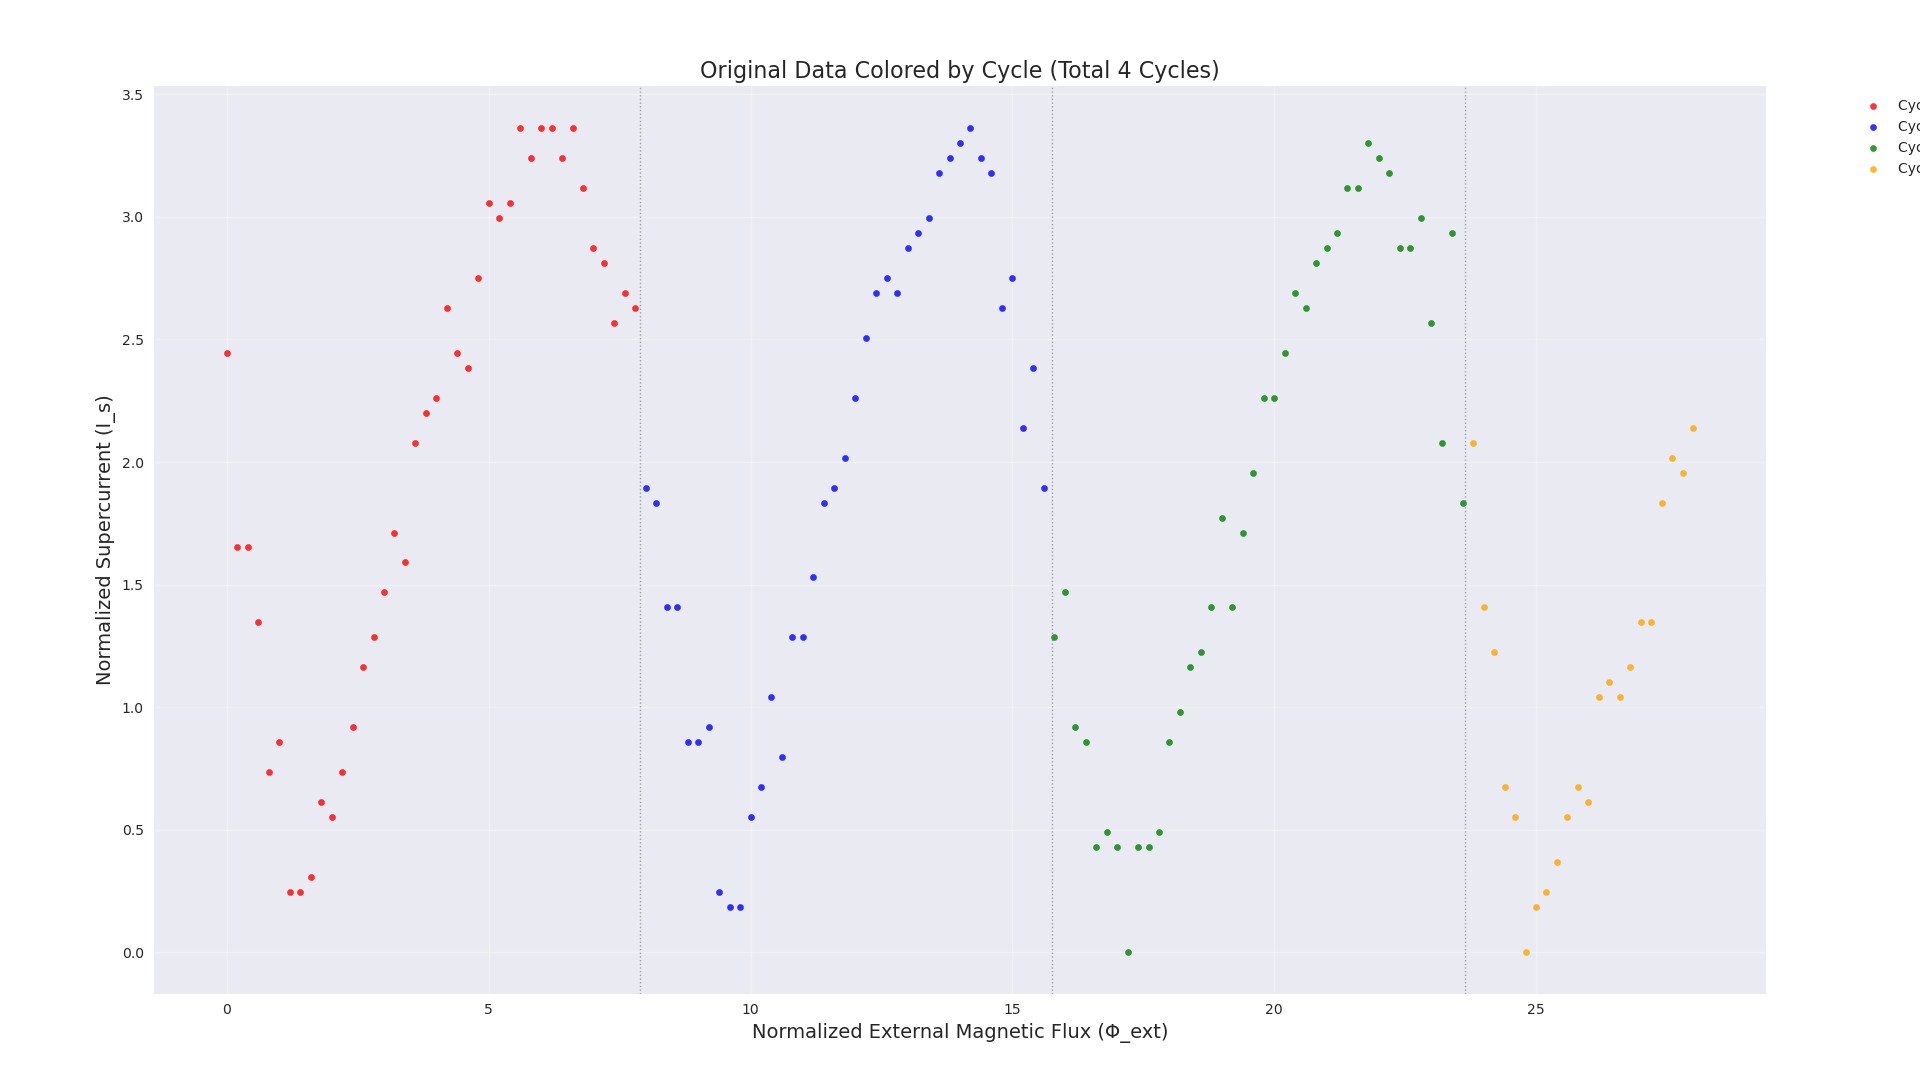 Original Data Colored by Cycle (Total 4 Cycles)
3.5
3.0
2.5
2.0
1.5
1.0
0.5
0.0
Normalized Supercurrent (I_s)
0 5 10 15 20 25
Normalized External Magnetic Flux (Φ_ext)
Cyc
Cyc
Cyc
Cyc